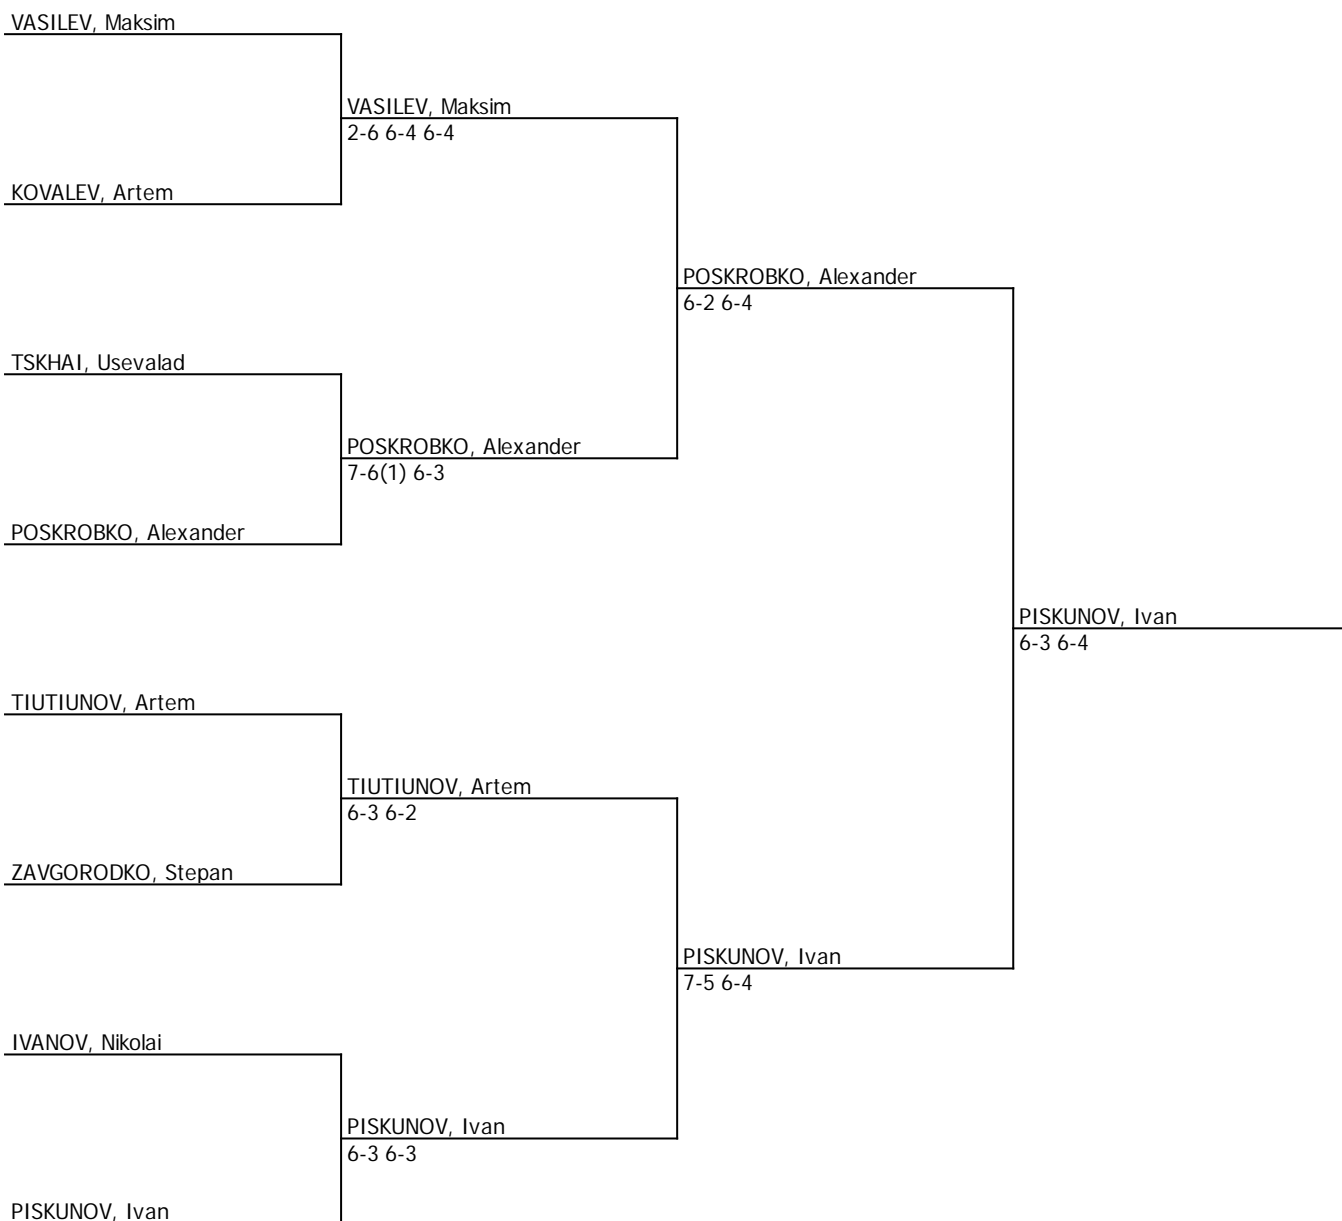 VASILEV, Maksim
VASILEV, Maksim
2-6 6-4 6-4
KOVALEV, Artem
POSKROBKO, Alexander
6-2 6-4
TSKHAI, Usevalad
POSKROBKO, Alexander
7-6(1) 6-3
POSKROBKO, Alexander
PISKUNOV, Ivan
6-3 6-4
TIUTIUNOV, Artem
TIUTIUNOV, Artem
6-3 6-2
ZAVGORODKO, Stepan
PISKUNOV, Ivan
7-5 6-4
IVANOV, Nikolai
PISKUNOV, Ivan
6-3 6-3
PISKUNOV, Ivan